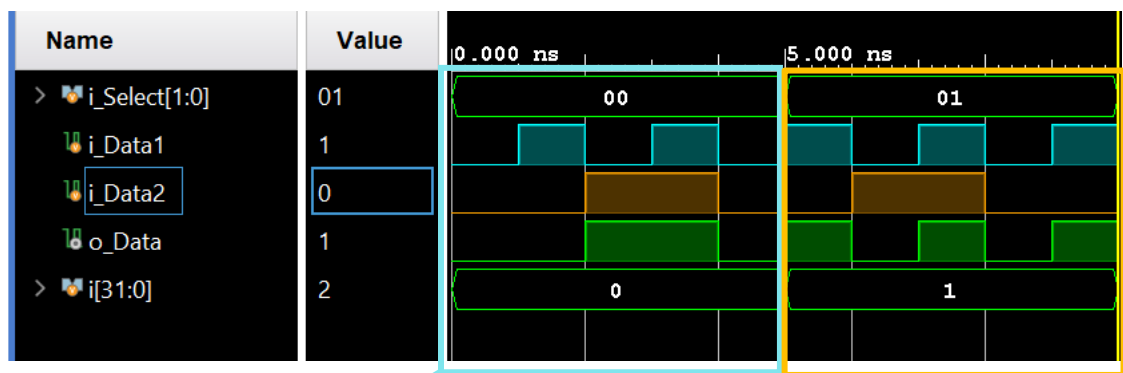 Name Value 0.000 ns 5.000 ns
> i_Select[1:0] 01 00 01
i_Data1 1
i_Data2 0
o_Data 1
> i[31:0] 2 0 1